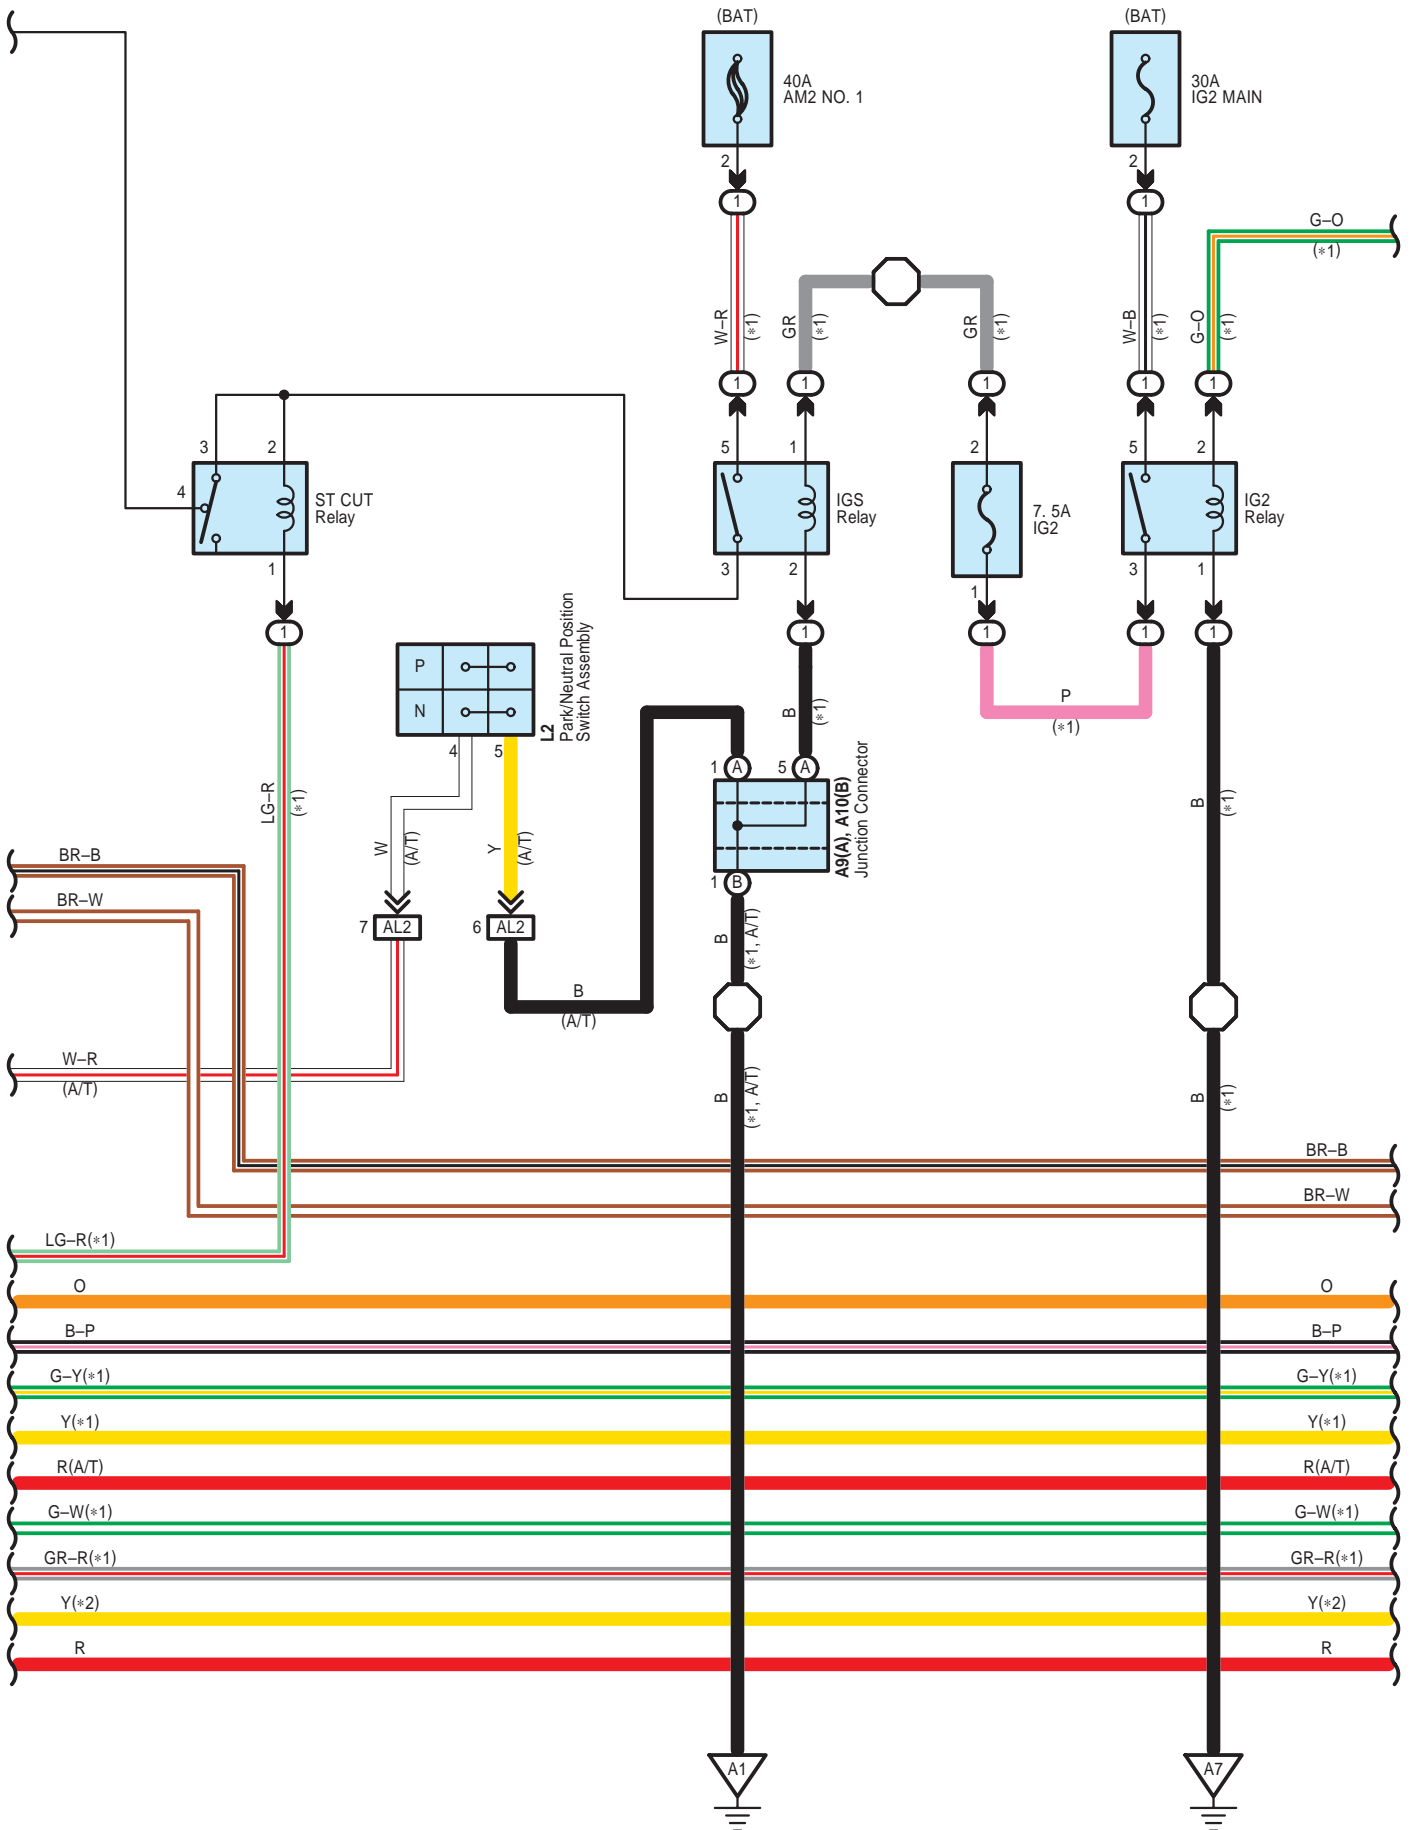 (BAT)
(BAT)
40A
AM2 NO. 1
30A
IG2 MAIN
2
2
1
1
G–O
(∗1)
W–R
(∗1)
GR
(∗1)
GR
(∗1)
W–B
(∗1)
G–O
(∗1)
1
1
1
1
1
3
2
5
1
2
5
2
4
ST CUT
Relay
IGS
Relay
7. 5A
IG2
IG2
Relay
1
3
2
1
3
1
1
1
1
1
1
P
N
L2
Park/Neutral Position
Switch Assembly
4
5
B
(∗1)
P
(∗1)
1
A
5
A
LG–R
(∗1)
A9(A), A10(B)
Junction Connector
B
(∗1)
W
(A/T)
Y
(A/T)
BR–B
1
B
BR–W
7
AL2
6
AL2
B
(∗1, A/T)
B
(A/T)
W–R
(A/T)
B
(∗1, A/T)
B
(∗1)
BR–B
BR–W
LG–R(∗1)
O
O
B–P
B–P
G–Y(∗1)
G–Y(∗1)
Y(∗1)
Y(∗1)
R(A/T)
R(A/T)
G–W(∗1)
G–W(∗1)
GR–R(∗1)
GR–R(∗1)
Y(∗2)
Y(∗2)
R
R
A1
A7